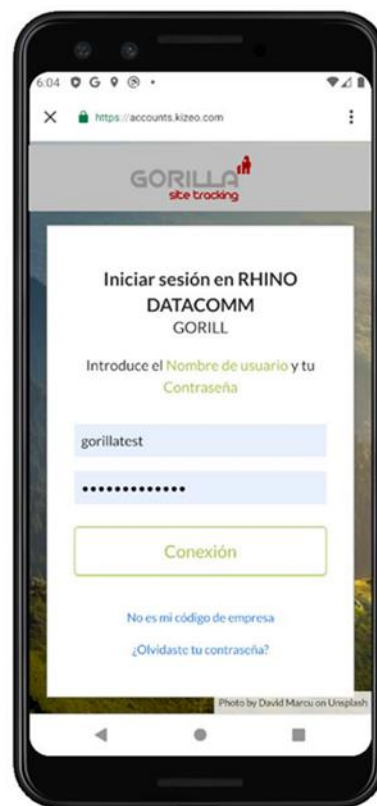 6:04
https://accounts.kizeo.com
GORILLA
site tracking
Iniciar sesión en RHINO
DATACOMM
GORILL
Introduce el Nombre de usuario y tu
Contraseña
gorillatest
•••••••••••••
Conexión
No es mi código de empresa
¿Olvidaste tu contraseña?
Photo by David Marcu on Unsplash